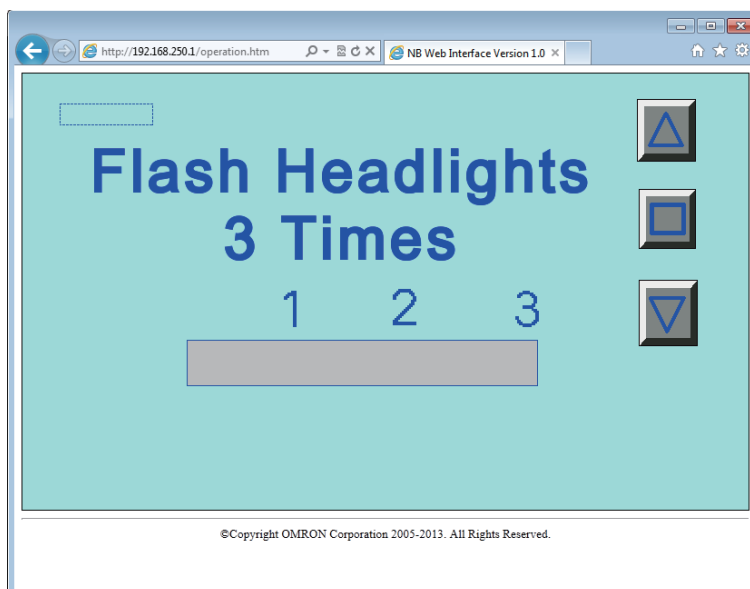 http://192.168.250.1/operation.htm
NB Web Interface Version 1.0
Flash Headlights
3 Times
1 2 3
©Copyright OMRON Corporation 2005-2013. All Rights Reserved.